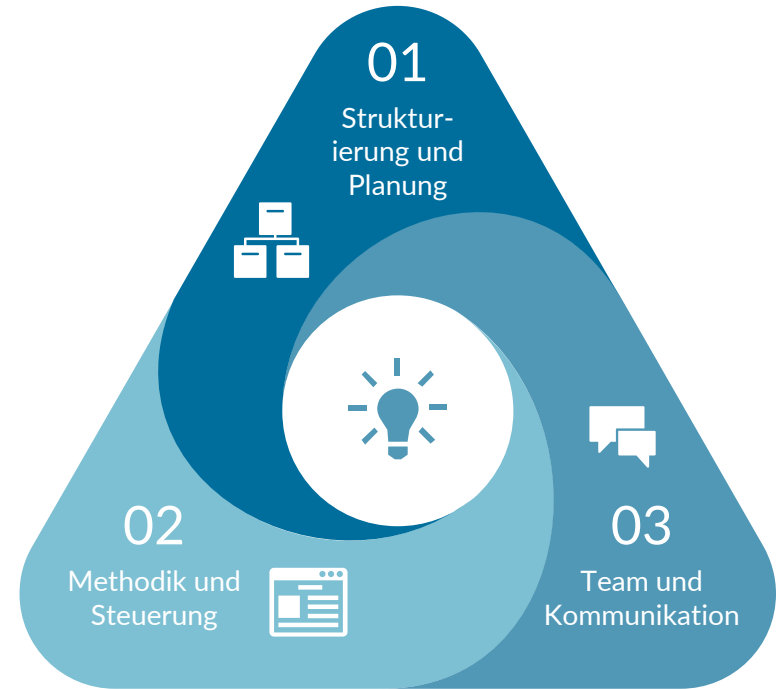 01
Struktur-
ierung und
Planung
02
Methodik und
Steuerung
03
Team und
Kommunikation